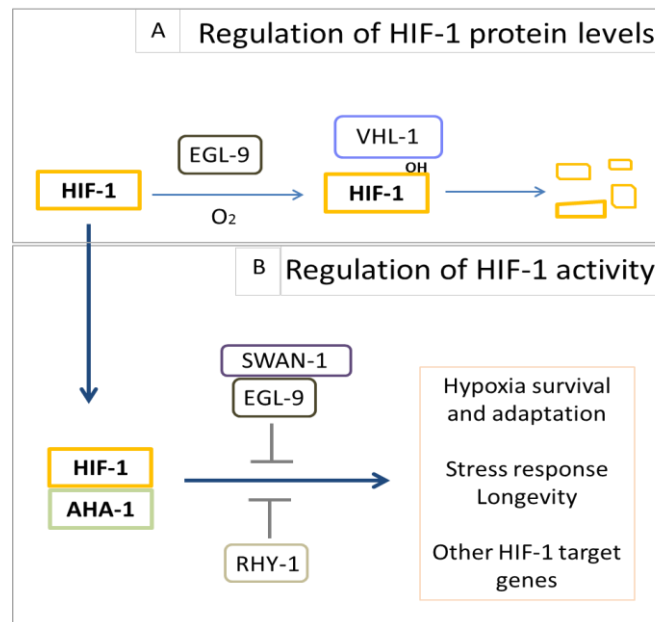 A
Regulation of HIF-1 protein levels
EGL-9
VHL-1
OH
HIF-1
HIF-1
O₂
B
Regulation of HIF-1 activity
SWAN-1
EGL-9
HIF-1
AHA-1
RHY-1
Hypoxia survival
and adaptation
Stress response
Longevity
Other HIF-1 target
genes